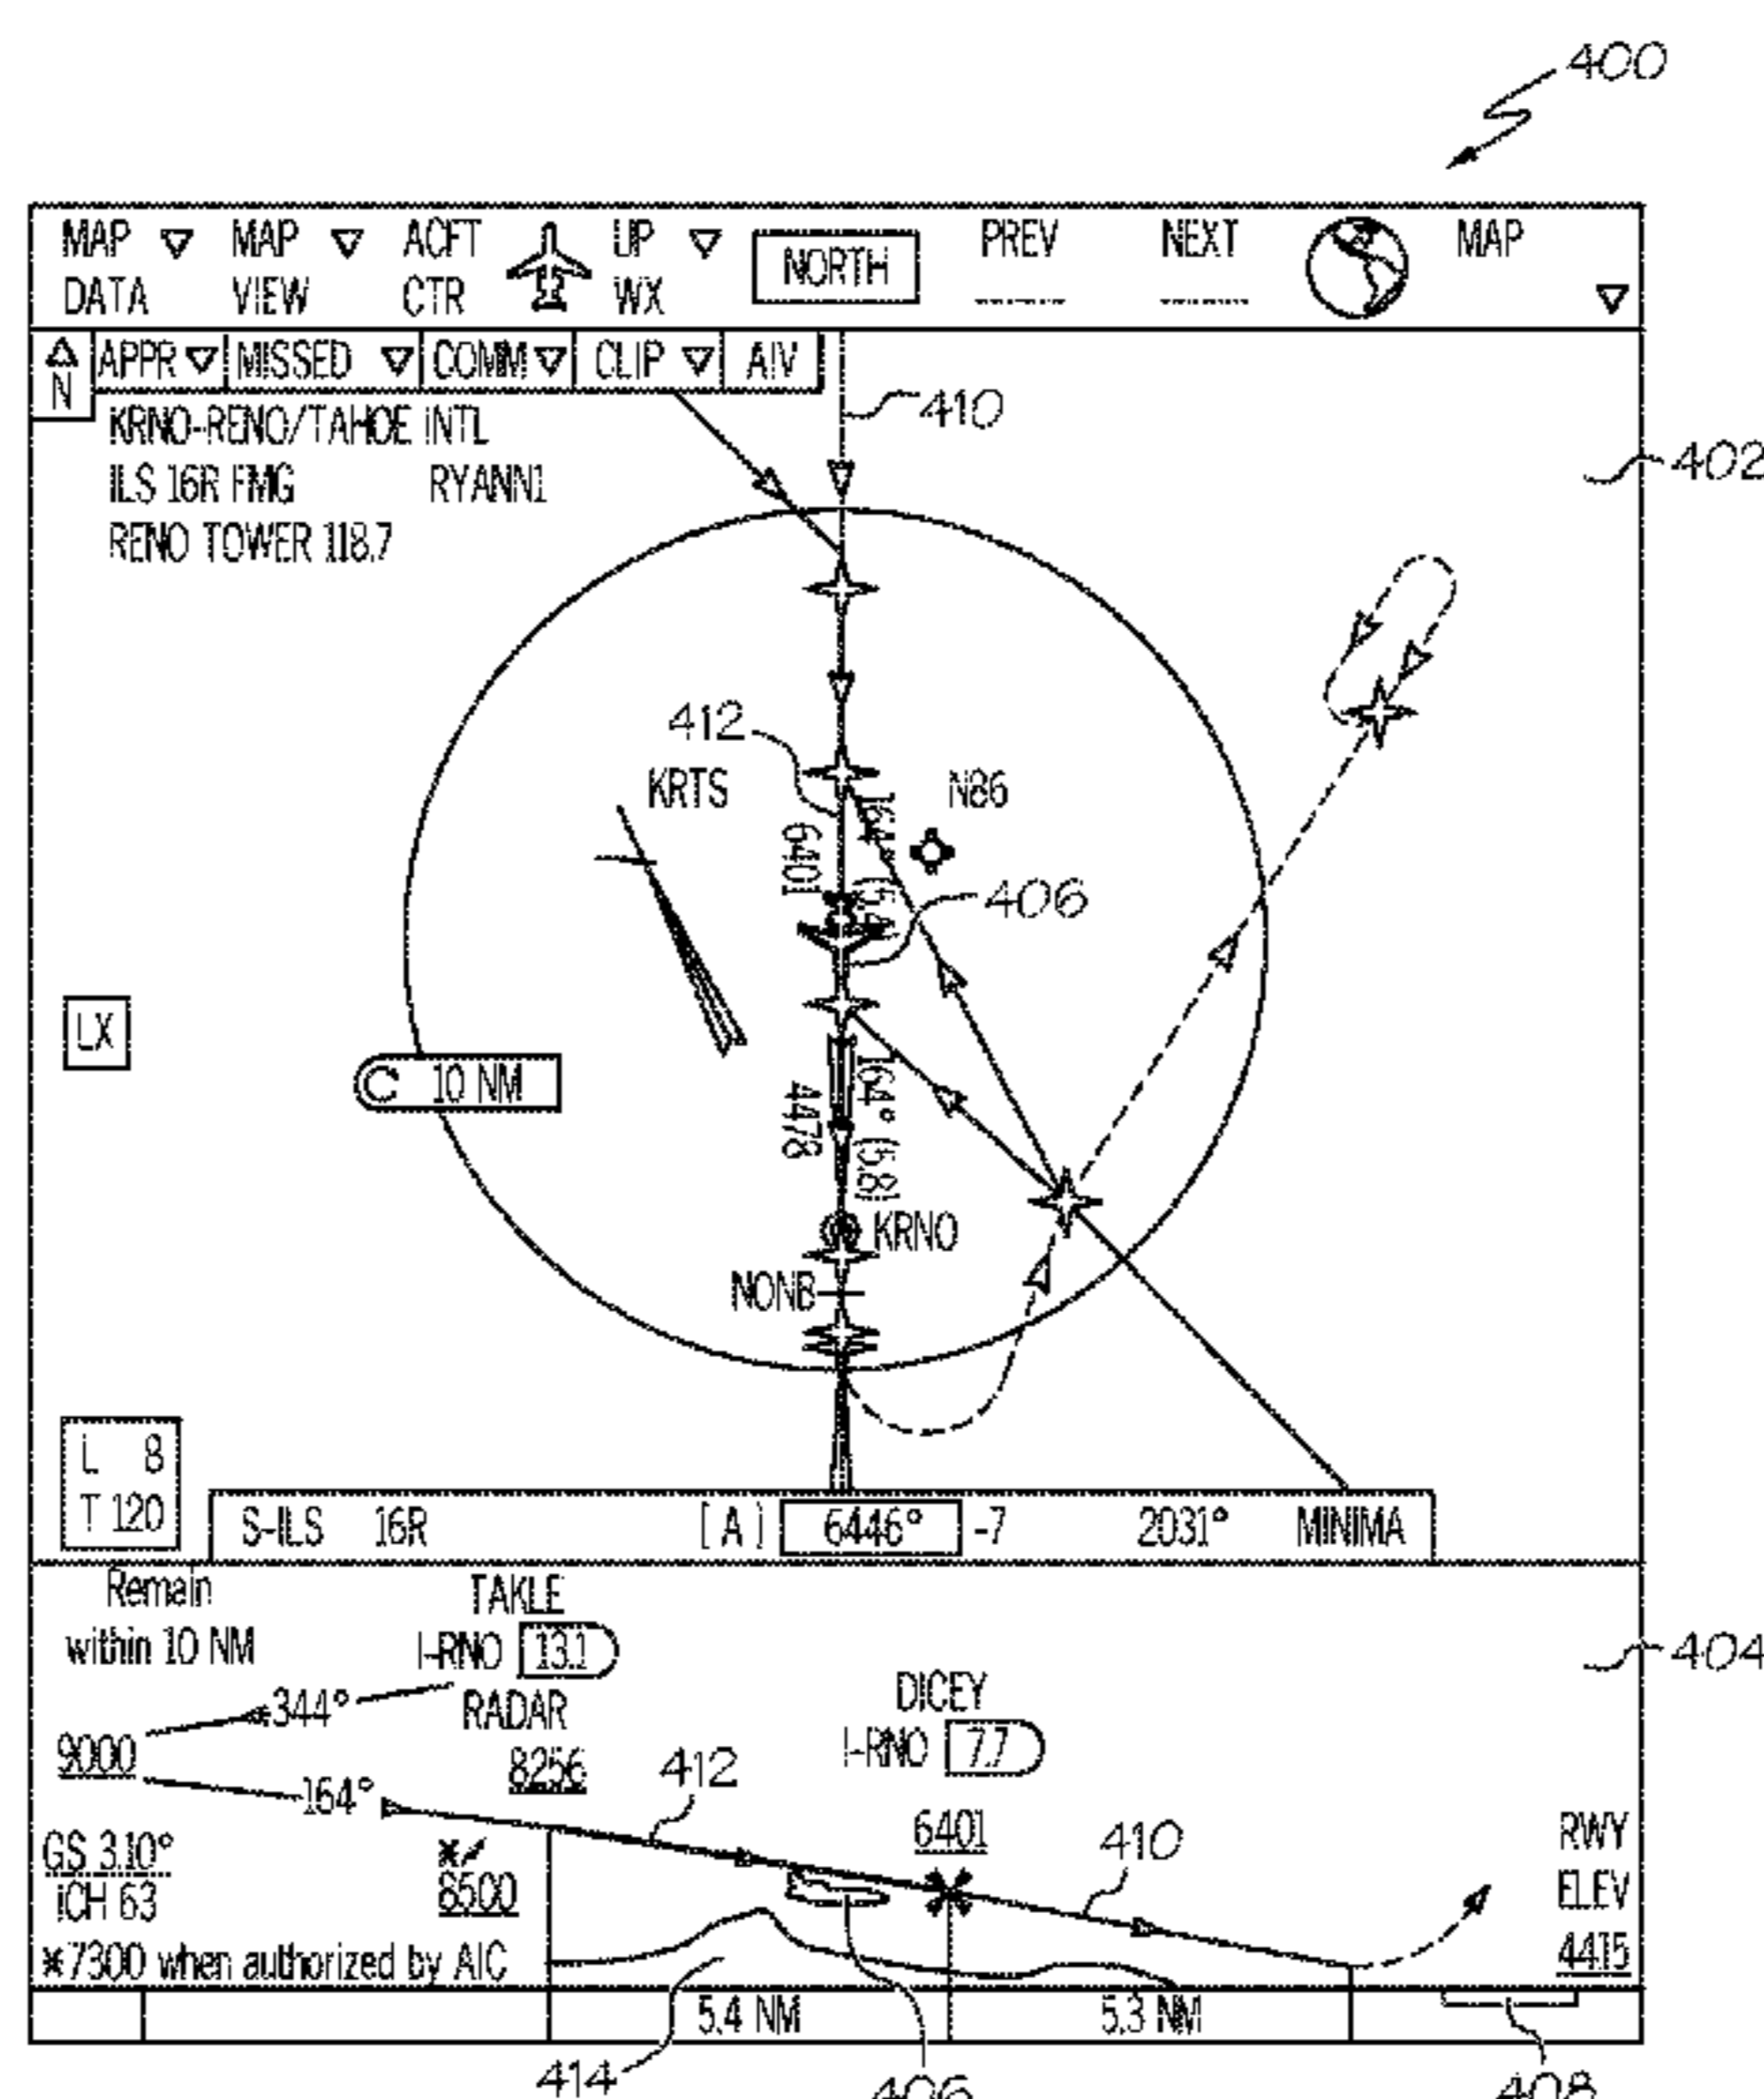 400
MAP MAP ACFT UP NORTH PREV NEXT MAP
DATA VIEW CTR WX
N APPR MISSED COMM CLIP AIV
KRNO-RENO/TAHOE iNTL
ILS 16R FMG RYANN1
RENO TOWER 118.7
410
402
412
KRTS
N86
6401
164° (5.4)
406
LX
10 NM
4478
164° (5.8)
KRNO
NONB
L 8
T 120
S-ILS 16R [A] 6446° -7 2031° MINIMA
Remain
within 10 NM
TAKLE
I-RNO 13.1
RADAR
8256
404
344°
9000
164°
412
DICEY
I-RNO 7.7
6401
410
GS 3.10°
iCH 63
*8500
*7300 when authorized by AIC
RWY
ELEV
4415
5.4 NM 5.3 NM
414
406
408